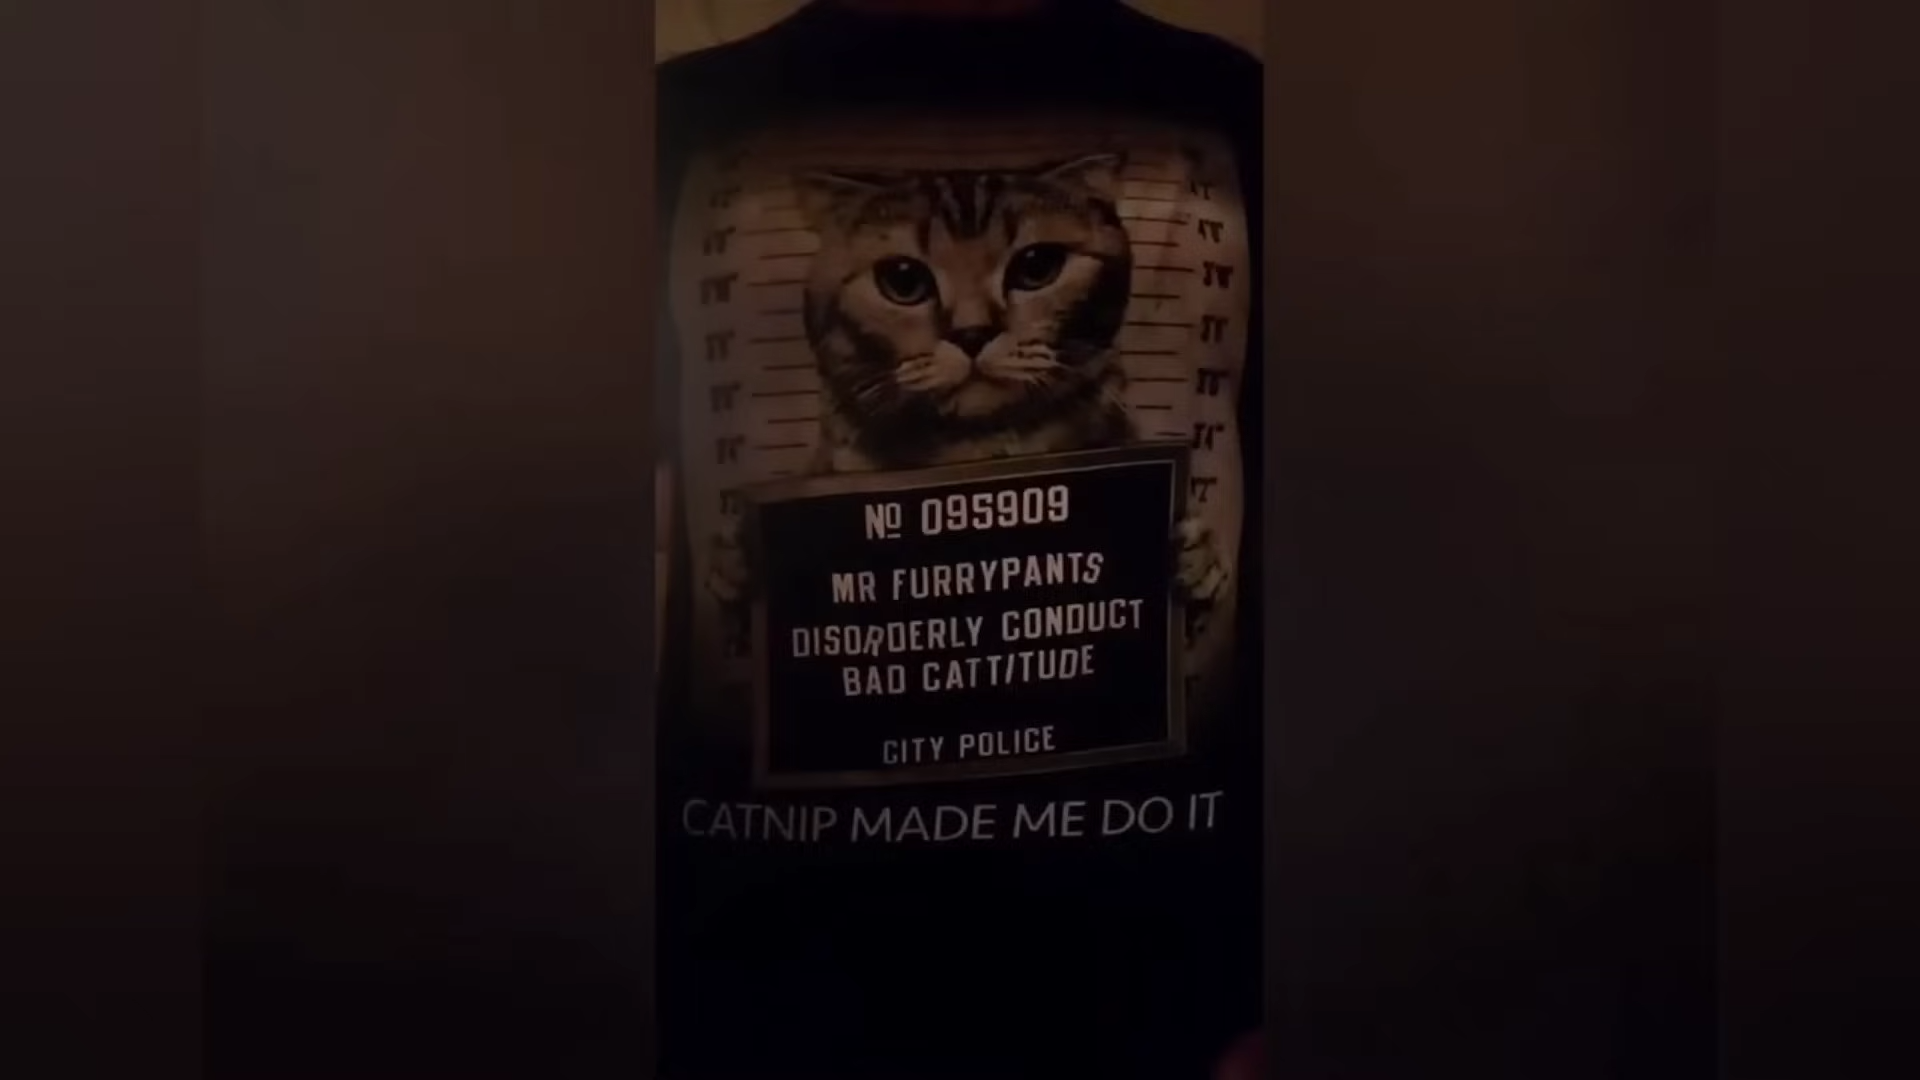 Nº 095909
MR FURRYPANTS
DISORDERLY CONDUCT
BAD CATTITUDE
CITY POLICE
CATNIP MADE ME DO IT